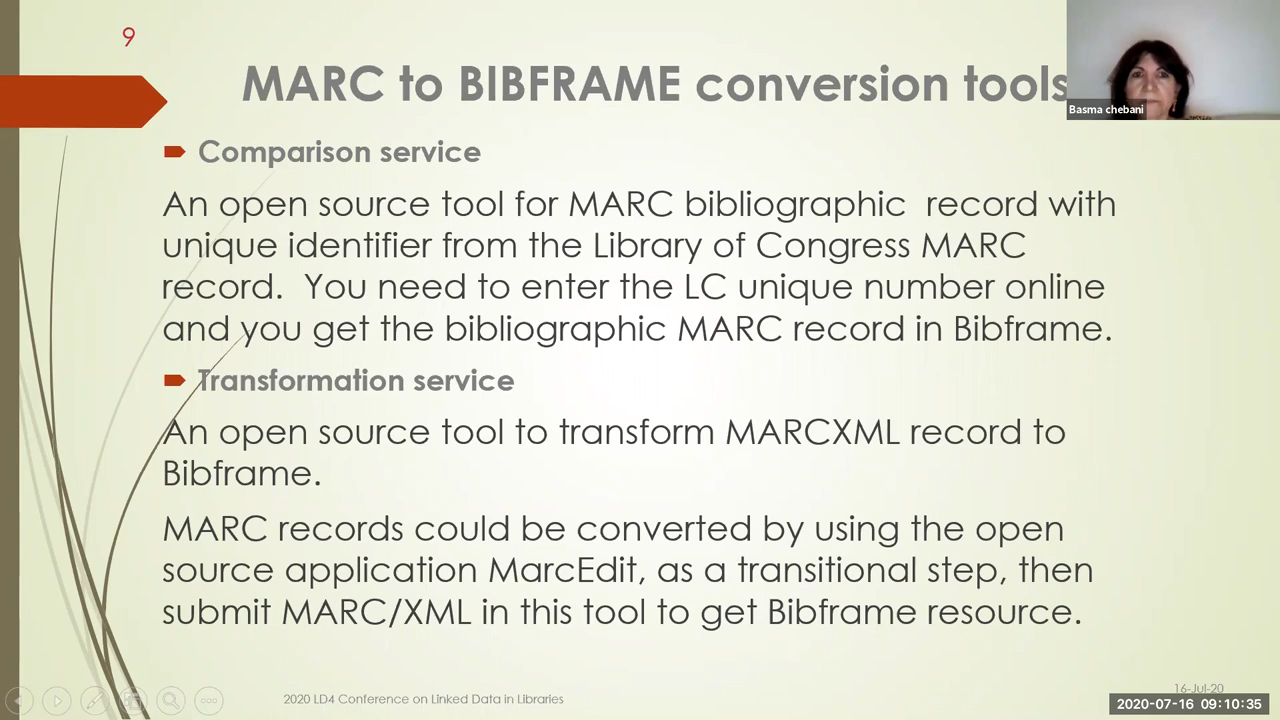 9
MARC to BIBFRAME conversion tools
Basma chebani
Comparison service
An open source tool for MARC bibliographic record with
unique identifier from the Library of Congress MARC
record. You need to enter the LC unique number online
and you get the bibliographic MARC record in Bibframe.
Transformation service
An open source tool to transform MARCXML record to
Bibframe.
MARC records could be converted by using the open
source application MarcEdit, as a transitional step, then
submit MARC/XML in this tool to get Bibframe resource.
2020 LD4 Conference on Linked Data in Libraries
16-Jul-20
2020-07-16 09:10:35